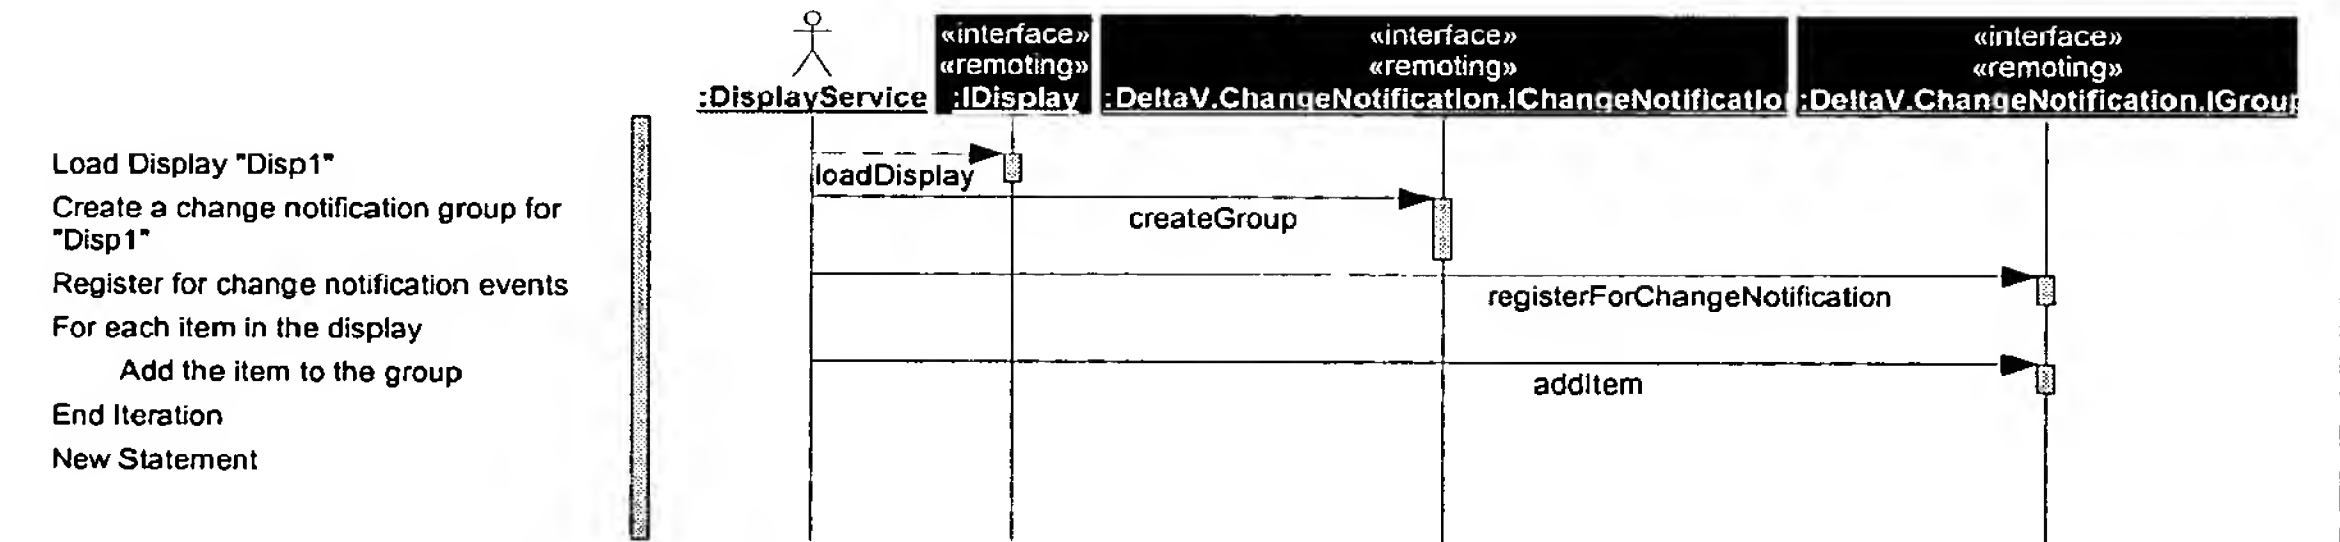 «interface» «interface» «interface»
«remoting» «remoting» «remoting»
:DisplayService :IDisplay :DeltaV.ChangeNotification.IChangeNotificatio :DeltaV.ChangeNotification.IGroup
Load Display "Disp1"
loadDisplay
Create a change notification group for
"Disp1"
createGroup
Register for change notification events
registerForChangeNotification
For each item in the display
Add the item to the group
addItem
End Iteration
New Statement